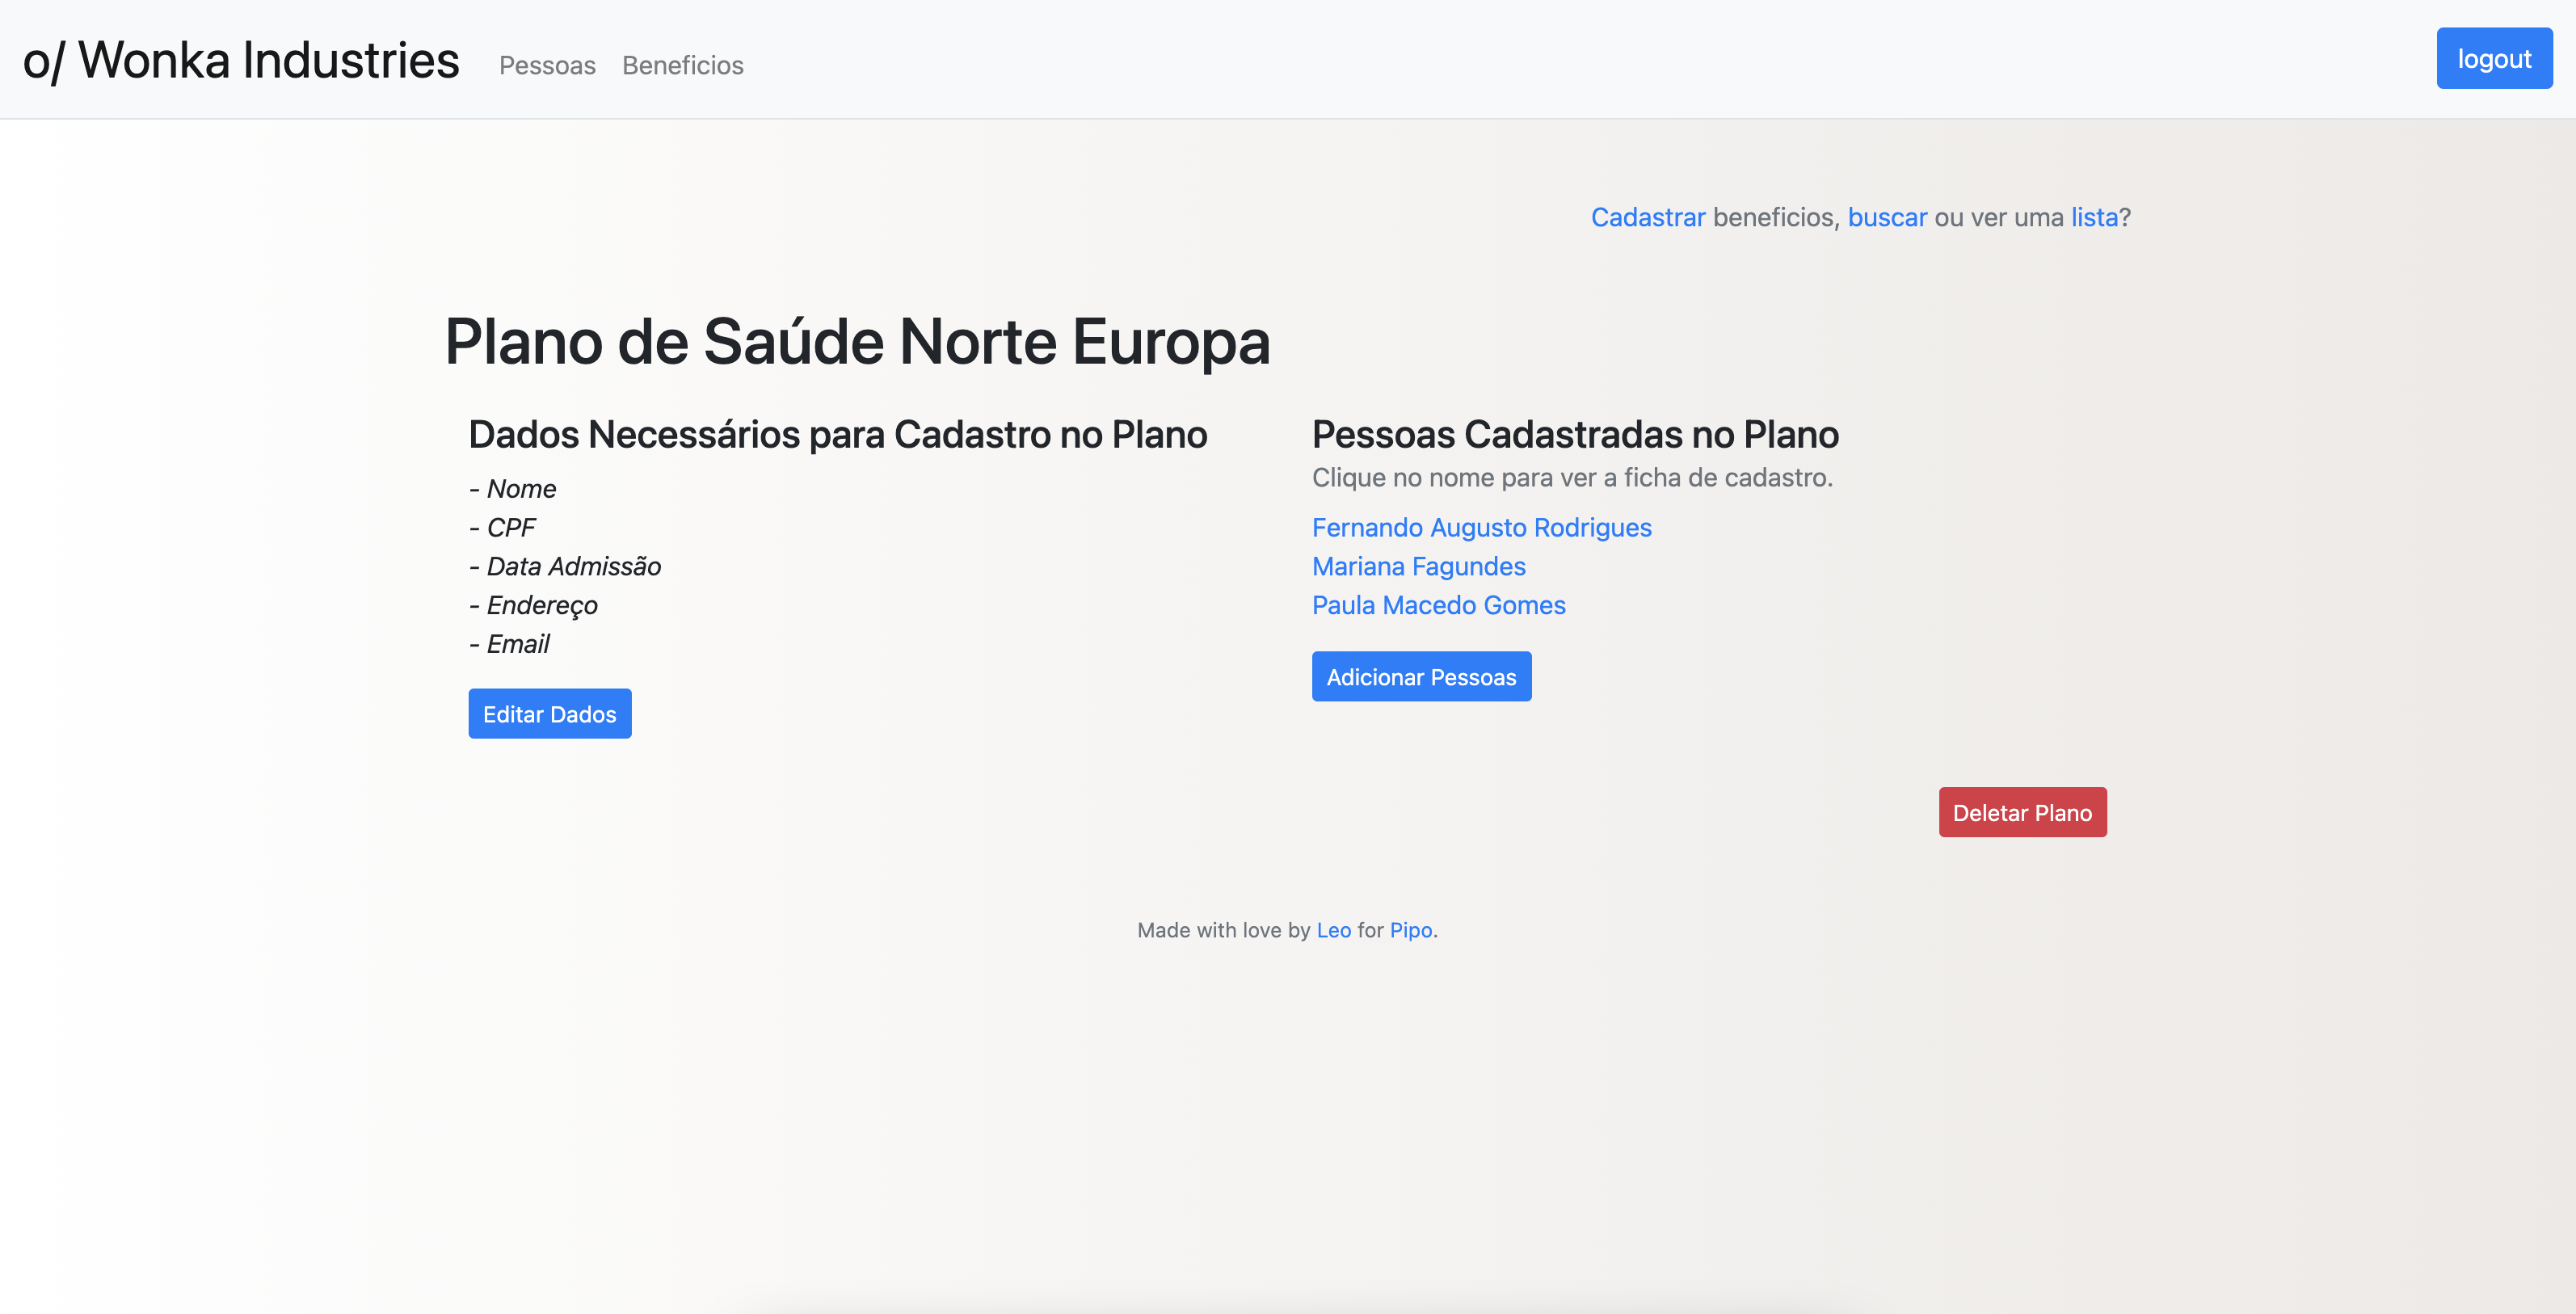 o/ Wonka Industries Pessoas Beneficios logout
Cadastrar beneficios, buscar ou ver uma lista?
Plano de Saúde Norte Europa
Dados Necessários para Cadastro no Plano
- Nome
- CPF
- Data Admissão
- Endereço
- Email
Editar Dados
Pessoas Cadastradas no Plano
Clique no nome para ver a ficha de cadastro.
Fernando Augusto Rodrigues
Mariana Fagundes
Paula Macedo Gomes
Adicionar Pessoas
Deletar Plano
Made with love by Leo for Pipo.